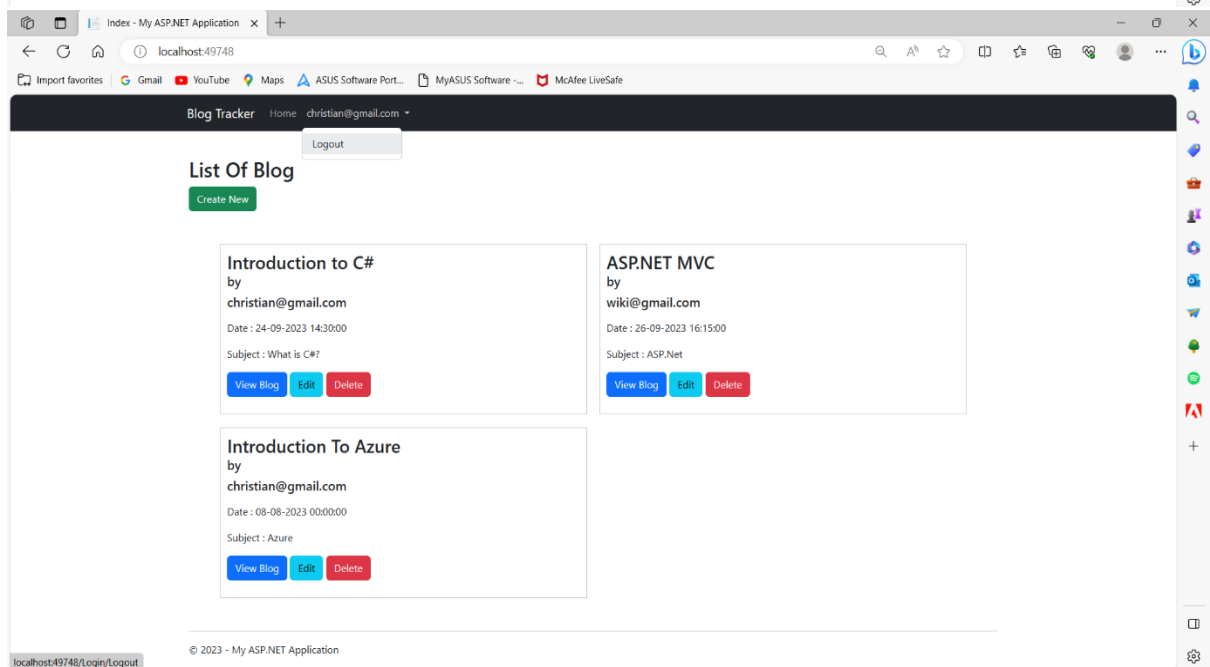 Index - My ASP.NET Application
localhost:49748
Import favorites Gmail YouTube Maps ASUS Software Port... MyASUS Software -... McAfee LiveSafe
Blog Tracker Home christian@gmail.com
Logout
List Of Blog
Create New
Introduction to C#
by
christian@gmail.com
Date : 24-09-2023 14:30:00
Subject : What is C#?
View Blog Edit Delete
ASP.NET MVC
by
wiki@gmail.com
Date : 26-09-2023 16:15:00
Subject : ASP.Net
View Blog Edit Delete
Introduction To Azure
by
christian@gmail.com
Date : 08-08-2023 00:00:00
Subject : Azure
View Blog Edit Delete
© 2023 - My ASP.NET Application
localhost:49748/Login/Logout